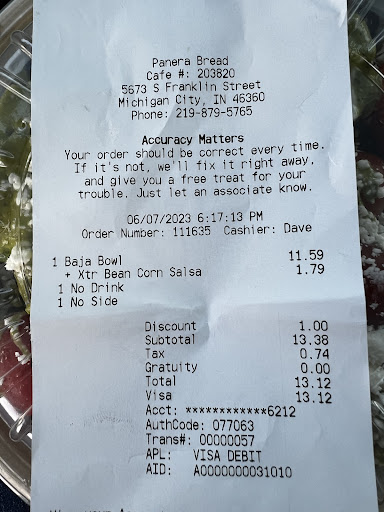 Panera Bread
Cafe #: 203820
5673 S Franklin Street
Michigan City, IN 46360
Phone: 219-879-5765
Accuracy Matters
Your order should be correct every time.
If it's not, we'll fix it right away,
and give you a free treat for your
trouble. Just let an associate know.
06/07/2023 6:17:13 PM
Order Number: 111635 Cashier: Dave
1 Baja Bowl 11.59
+ Xtr Bean Corn Salsa 1.79
1 No Drink
1 No Side
Discount 1.00
Subtotal 13.38
Tax 0.74
Gratuity 0.00
Total 13.12
Visa 13.12
Acct: ************6212
AuthCode: 077063
Trans#: 00000057
APL: VISA DEBIT
AID: A0000000031010